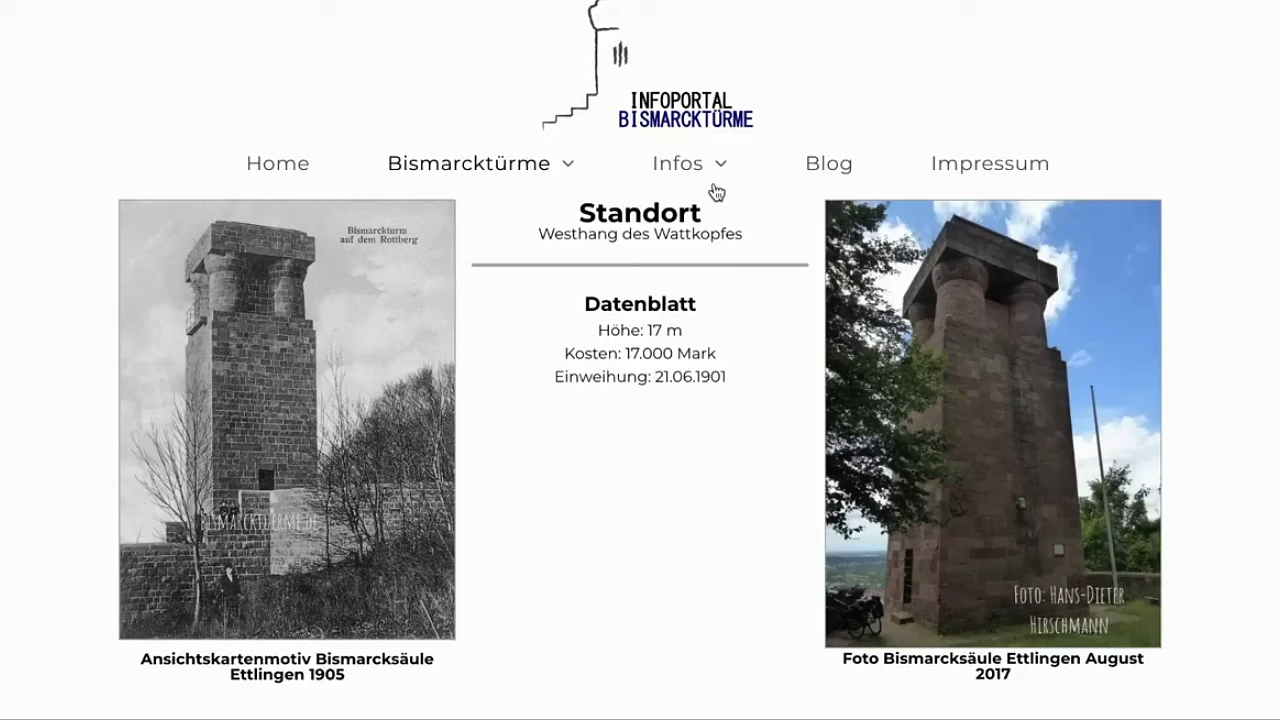 INFOPORTAL
BISMARCKTÜRME
Home
Bismarcktürme
Infos
Blog
Impressum
Bismarckturm
auf dem Rottberg
BISMARCKTUERME.DE
Ansichtskartenmotiv Bismarcksäule
Ettlingen 1905
Standort
Westhang des Wattkopfes
Datenblatt
Höhe: 17 m
Kosten: 17.000 Mark
Einweihung: 21.06.1901
Foto: Hans-Dieter
Hirschmann
Foto Bismarcksäule Ettlingen August
2017